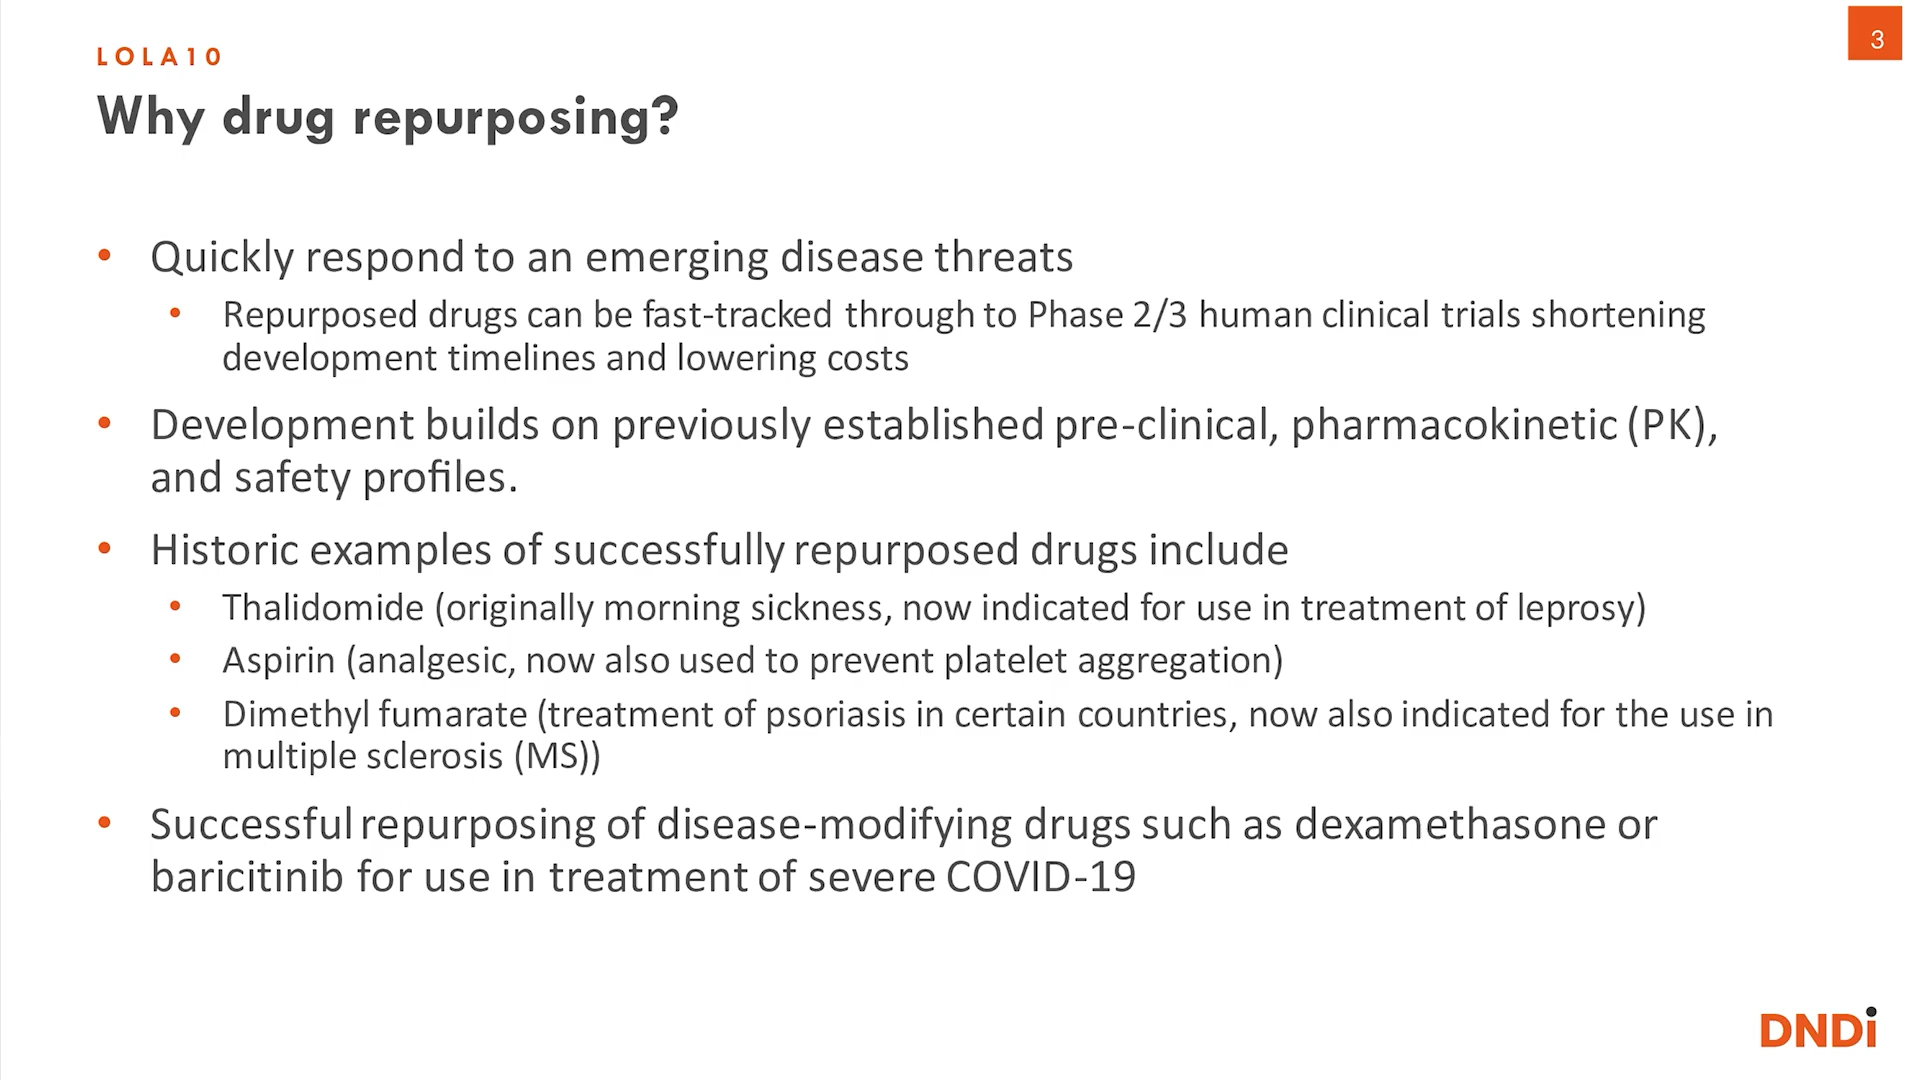 3
LOLA10
Why drug repurposing?
• Quickly respond to an emerging disease threats
• Repurposed drugs can be fast-tracked through to Phase 2/3 human clinical trials shortening
development timelines and lowering costs
• Development builds on previously established pre-clinical, pharmacokinetic (PK),
and safety profiles.
• Historic examples of successfully repurposed drugs include
• Thalidomide (originally morning sickness, now indicated for use in treatment of leprosy)
• Aspirin (analgesic, now also used to prevent platelet aggregation)
• Dimethyl fumarate (treatment of psoriasis in certain countries, now also indicated for the use in
multiple sclerosis (MS))
• Successful repurposing of disease-modifying drugs such as dexamethasone or
baricitinib for use in treatment of severe COVID-19
DNDi